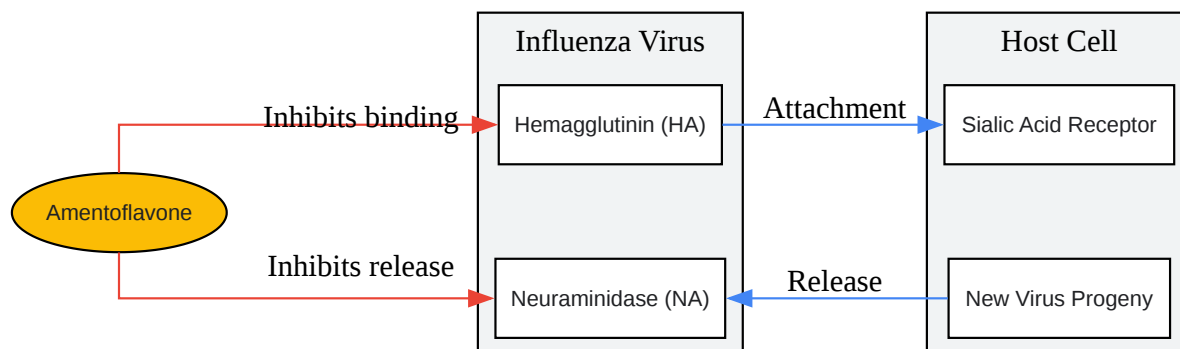 Influenza Virus
Host Cell
Inhibits binding
Hemagglutinin (HA)
Attachment
Sialic Acid Receptor
Amentoflavone
Inhibits release
Neuraminidase (NA)
Release
New Virus Progeny